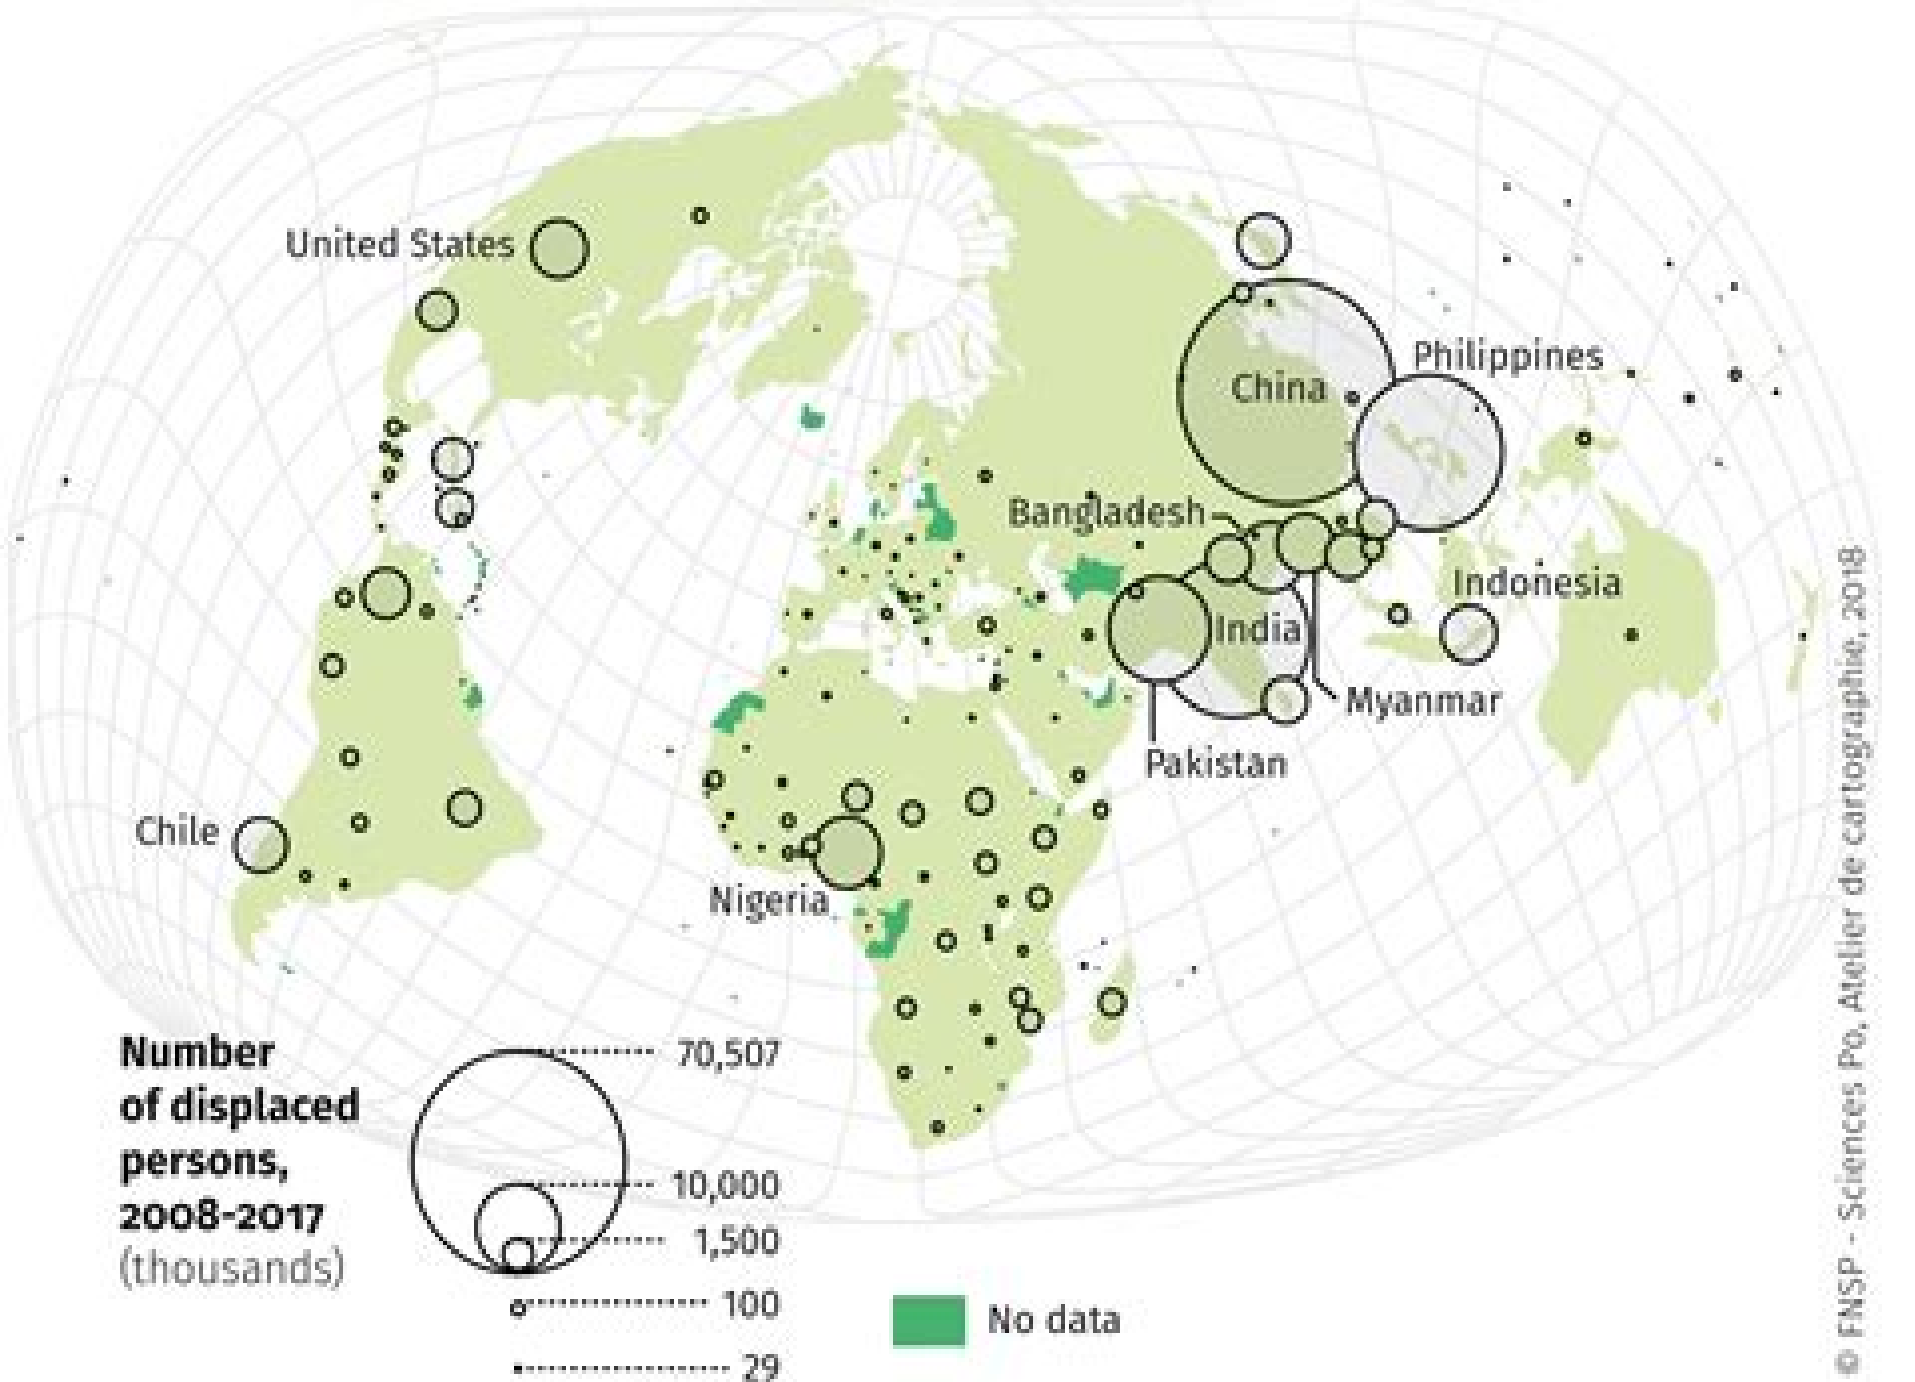 United States
Philippines
China
Bangladesh
Indonesia
India
Myanmar
Pakistan
Chile
Nigeria
Number
of displaced
persons,
2008-2017
(thousands)
70,507
10,000
1,500
100
29
No data
© FNSP - Sciences Po, Atelier de cartographie, 2018